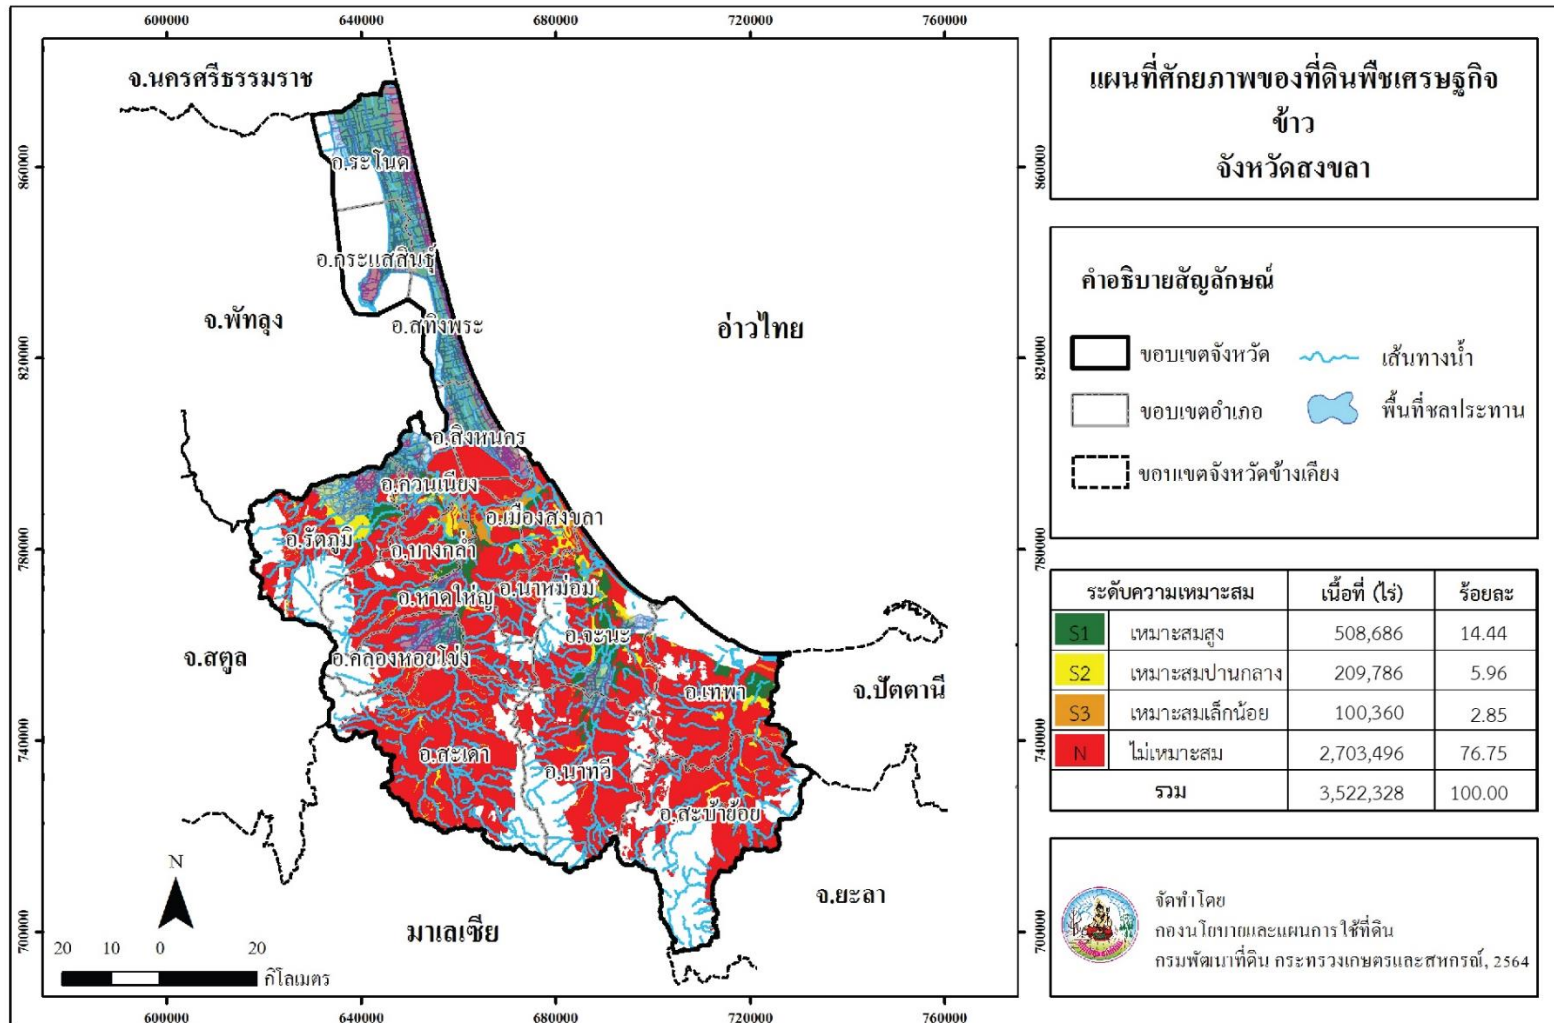 600000
640000
680000
720000
760000
แผนที่ศักยภาพของที่ดินพืชเศรษฐกิจ
ข้าว
จังหวัดสงขลา
จ.นครศรีธรรมราช
อ.ระโนด
อ.กระแสสินธุ์
จ.พัทลุง
อ.สทิงพระ
อ่าวไทย
อ.สิงหนคร
อ.ควนเนียง
อ.เมืองสงขลา
อ.รัตภูมิ
อ.บางกล่ำ
อ.หาดใหญ่
อ.นาหม่อม
อ.จะนะ
จ.สตูล
อ.คลองหอยโข่ง
อ.เทพา
จ.ปัตตานี
อ.สะเดา
อ.นาทวี
อ.สะบ้าย้อย
จ.ยะลา
มาเลเซีย
860000
820000
780000
740000
700000
860000
820000
780000
740000
700000
N
20 10 0 20
กิโลเมตร
600000
640000
680000
720000
760000
คำอธิบายสัญลักษณ์
ขอบเขตจังหวัด
เส้นทางน้ำ
ขอบเขตอำเภอ
พื้นที่ชลประทาน
ขอบเขตจังหวัดข้างเคียง
ระดับความเหมาะสม เนื้อที่ (ไร่) ร้อยละ
S1 เหมาะสมสูง 508,686 14.44
S2 เหมาะสมปานกลาง 209,786 5.96
S3 เหมาะสมเล็กน้อย 100,360 2.85
N ไม่เหมาะสม 2,703,496 76.75
รวม 3,522,328 100.00
จัดทำโดย
กองนโยบายและแผนการใช้ที่ดิน
กรมพัฒนาที่ดิน กระทรวงเกษตรและสหกรณ์, 2564